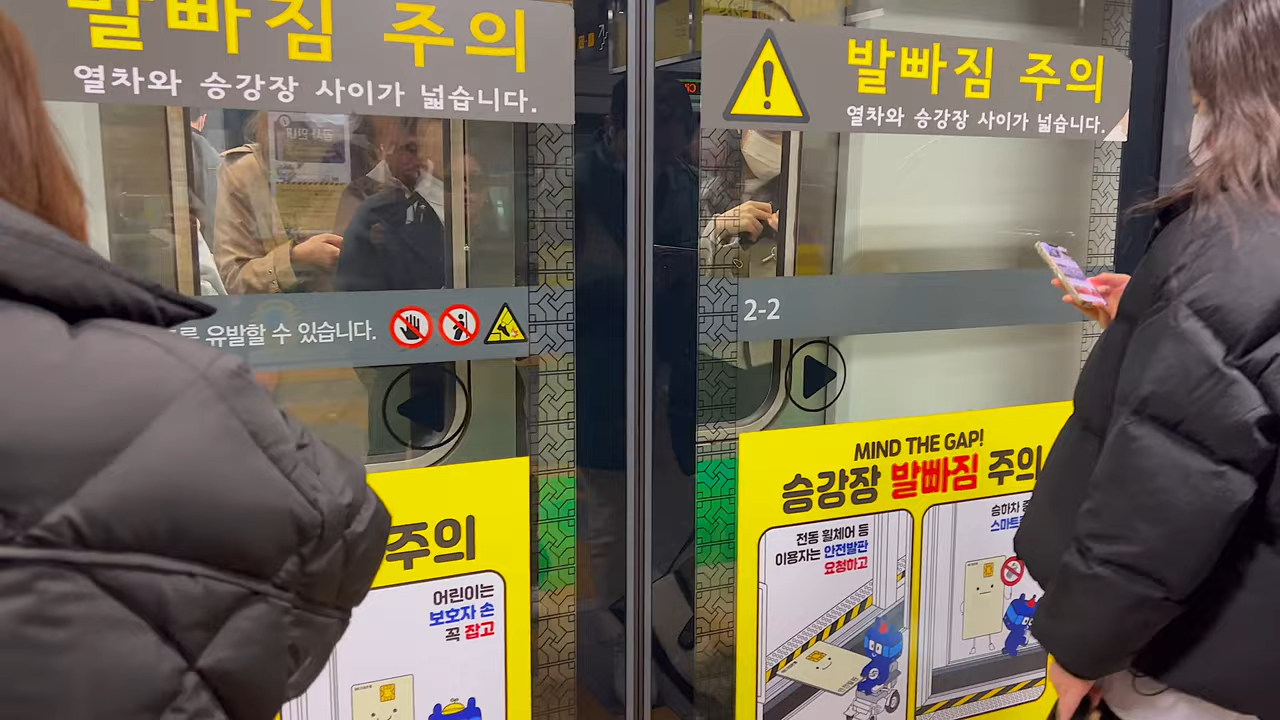 발빠짐 주의
열차와 승강장 사이가 넓습니다.
발빠짐 주의
열차와 승강장 사이가 넓습니다.
유발할 수 있습니다.
2-2
주의
어린이는
보호자 손
꼭 잡고
MIND THE GAP!
승강장 발빠짐 주의
전동 휠체어 등
이용자는 안전발판
요청하고
승하차